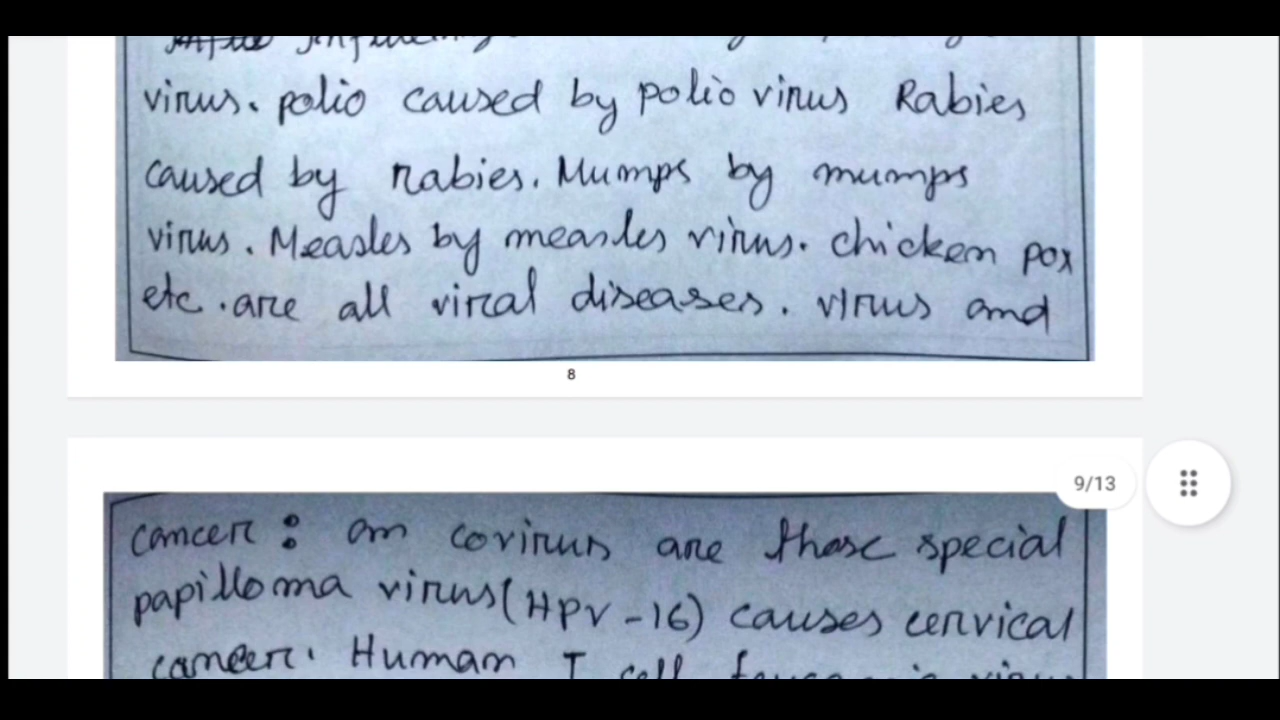 virus. polio caused by polio virus Rabies
caused by rabies. Mumps by mumps
virus. Measles by measles virus. chicken pox
etc. are all viral diseases. virus and
8
9/13
cancer : on covirus are those special
papilloma virus (HPV-16) causes cervical
cancer. Human T cell